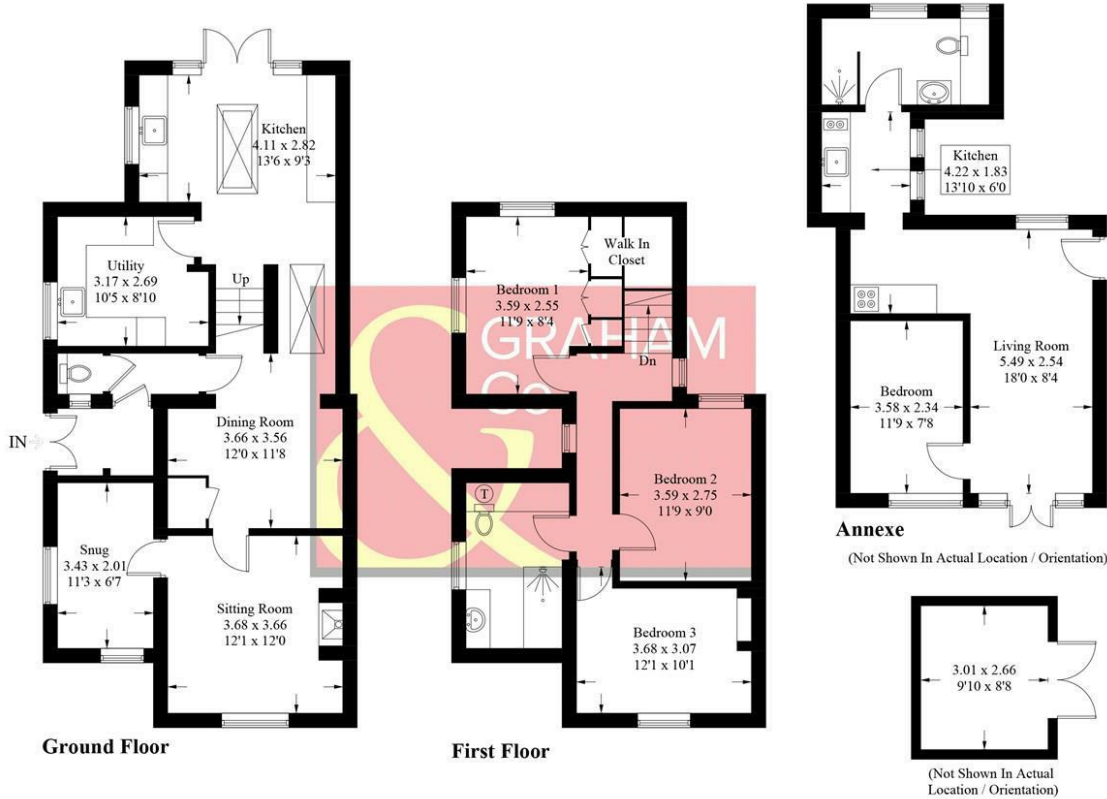 Kitchen
4.11 x 2.82
13'6 x 9'3
Utility
3.17 x 2.69
10'5 x 8'10
Up
IN
Dining Room
3.66 x 3.56
12'0 x 11'8
Snug
3.43 x 2.01
11'3 x 6'7
Sitting Room
3.68 x 3.66
12'1 x 12'0
Ground Floor
Walk In
Closet
Bedroom 1
3.59 x 2.55
11'9 x 8'4
GRAHAM
&Co
Dn
Bedroom 2
3.59 x 2.75
11'9 x 9'0
T
Bedroom 3
3.68 x 3.07
12'1 x 10'1
First Floor
Kitchen
4.22 x 1.83
13'10 x 6'0
Living Room
5.49 x 2.54
18'0 x 8'4
Bedroom
3.58 x 2.34
11'9 x 7'8
Annexe
(Not Shown In Actual Location / Orientation)
3.01 x 2.66
9'10 x 8'8
(Not Shown In Actual
Location / Orientation)